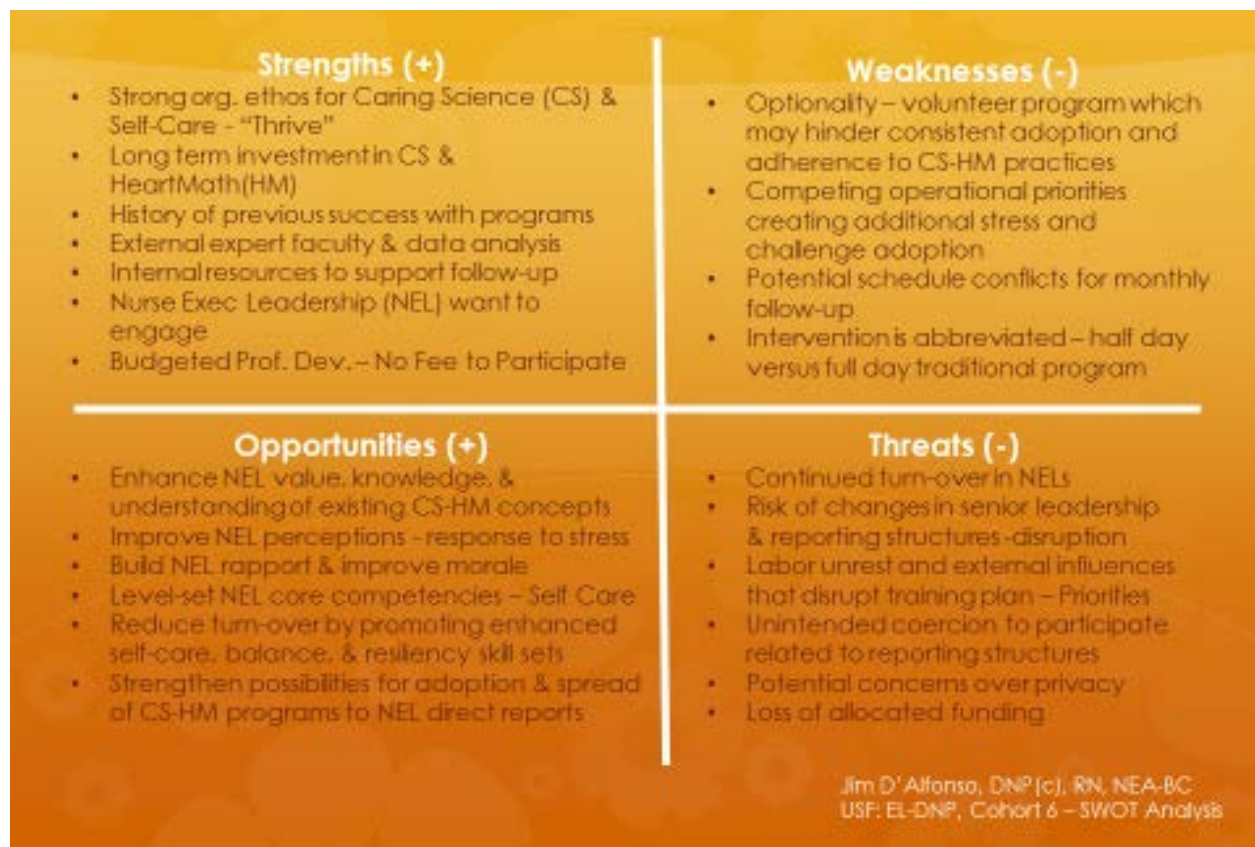 Strengths (+)
• Strong org. ethos for Caring Science (CS) &
Self-Care - “Thrive”
• Long term investment in CS &
HeartMath(HM)
• History of previous success with programs
• External expert faculty & data analysis
• Internal resources to support follow-up
• Nurse Exec Leadership (NEL) want to
engage
• Budgeted Prof. Dev. – No Fee to Participate
Weaknesses (-)
• Optionality – volunteer program which
may hinder consistent adoption and
adherence to CS-HM practices
• Competing operational priorities
creating additional stress and
challenge adoption
• Potential schedule conflicts for monthly
follow-up
• Intervention is abbreviated – half day
versus full day traditional program
Opportunities (+)
• Enhance NEL value, knowledge, &
understanding of existing CS-HM concepts
• Improve NEL perceptions - response to stress
• Build NEL rapport & improve morale
• Level-set NEL core competencies – Self Care
• Reduce turn-over by promoting enhanced
self-care, balance, & resiliency skill sets
• Strengthen possibilities for adoption & spread
of CS-HM programs to NEL direct reports
Threats (-)
• Continued turn-over in NELs
• Risk of changes in senior leadership
& reporting structures -disruption
• Labor unrest and external influences
that disrupt training plan – Priorities
• Unintended coercion to participate
related to reporting structures
• Potential concerns over privacy
• Loss of allocated funding
Jim D'Alfonso, DNP(c), RN, NEA-BC
USF: EL-DNP, Cohort 6 – SWOT Analysis